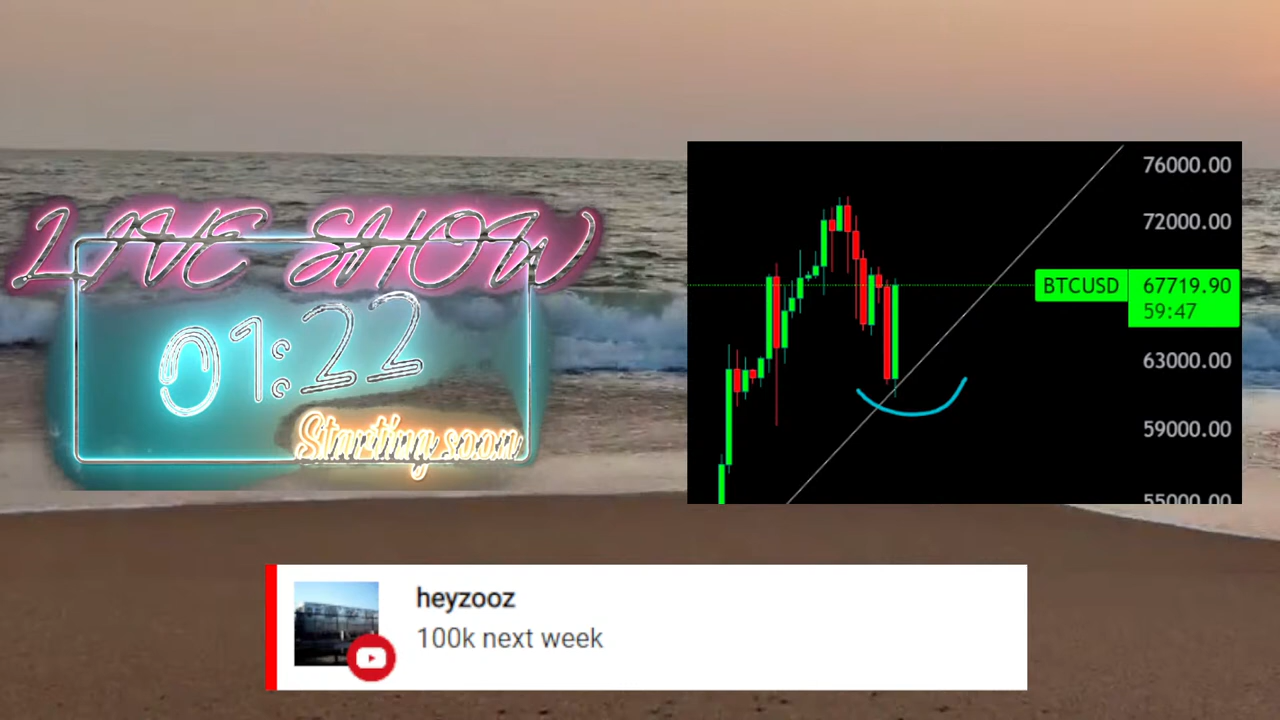 LIVE SHOW
01:22
Starting soon
76000.00
72000.00
BTCUSD 67719.90
59:47
63000.00
59000.00
55000.00
heyzooz
100k next week